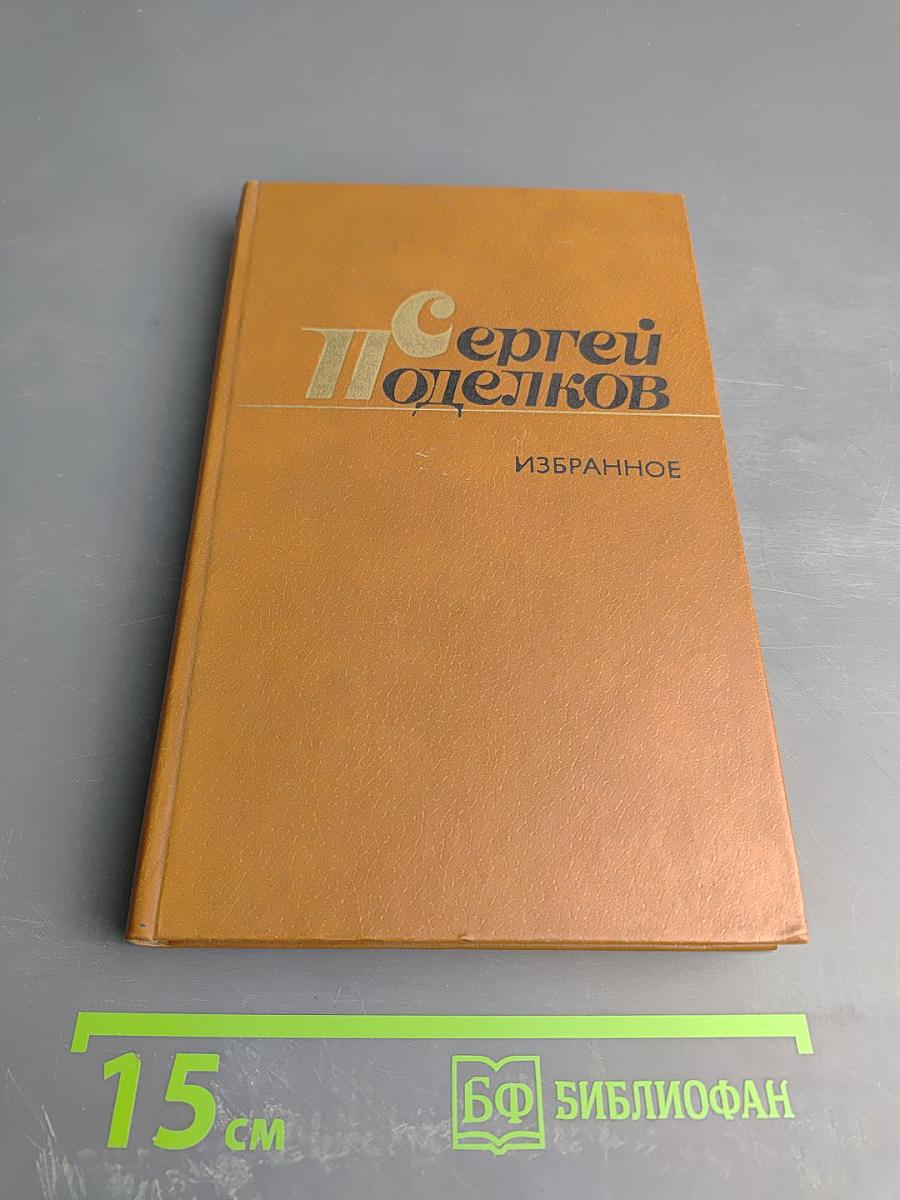 Сергей
Поделков
ИЗБРАННОЕ
15 см
БФ БИБЛИОФАН